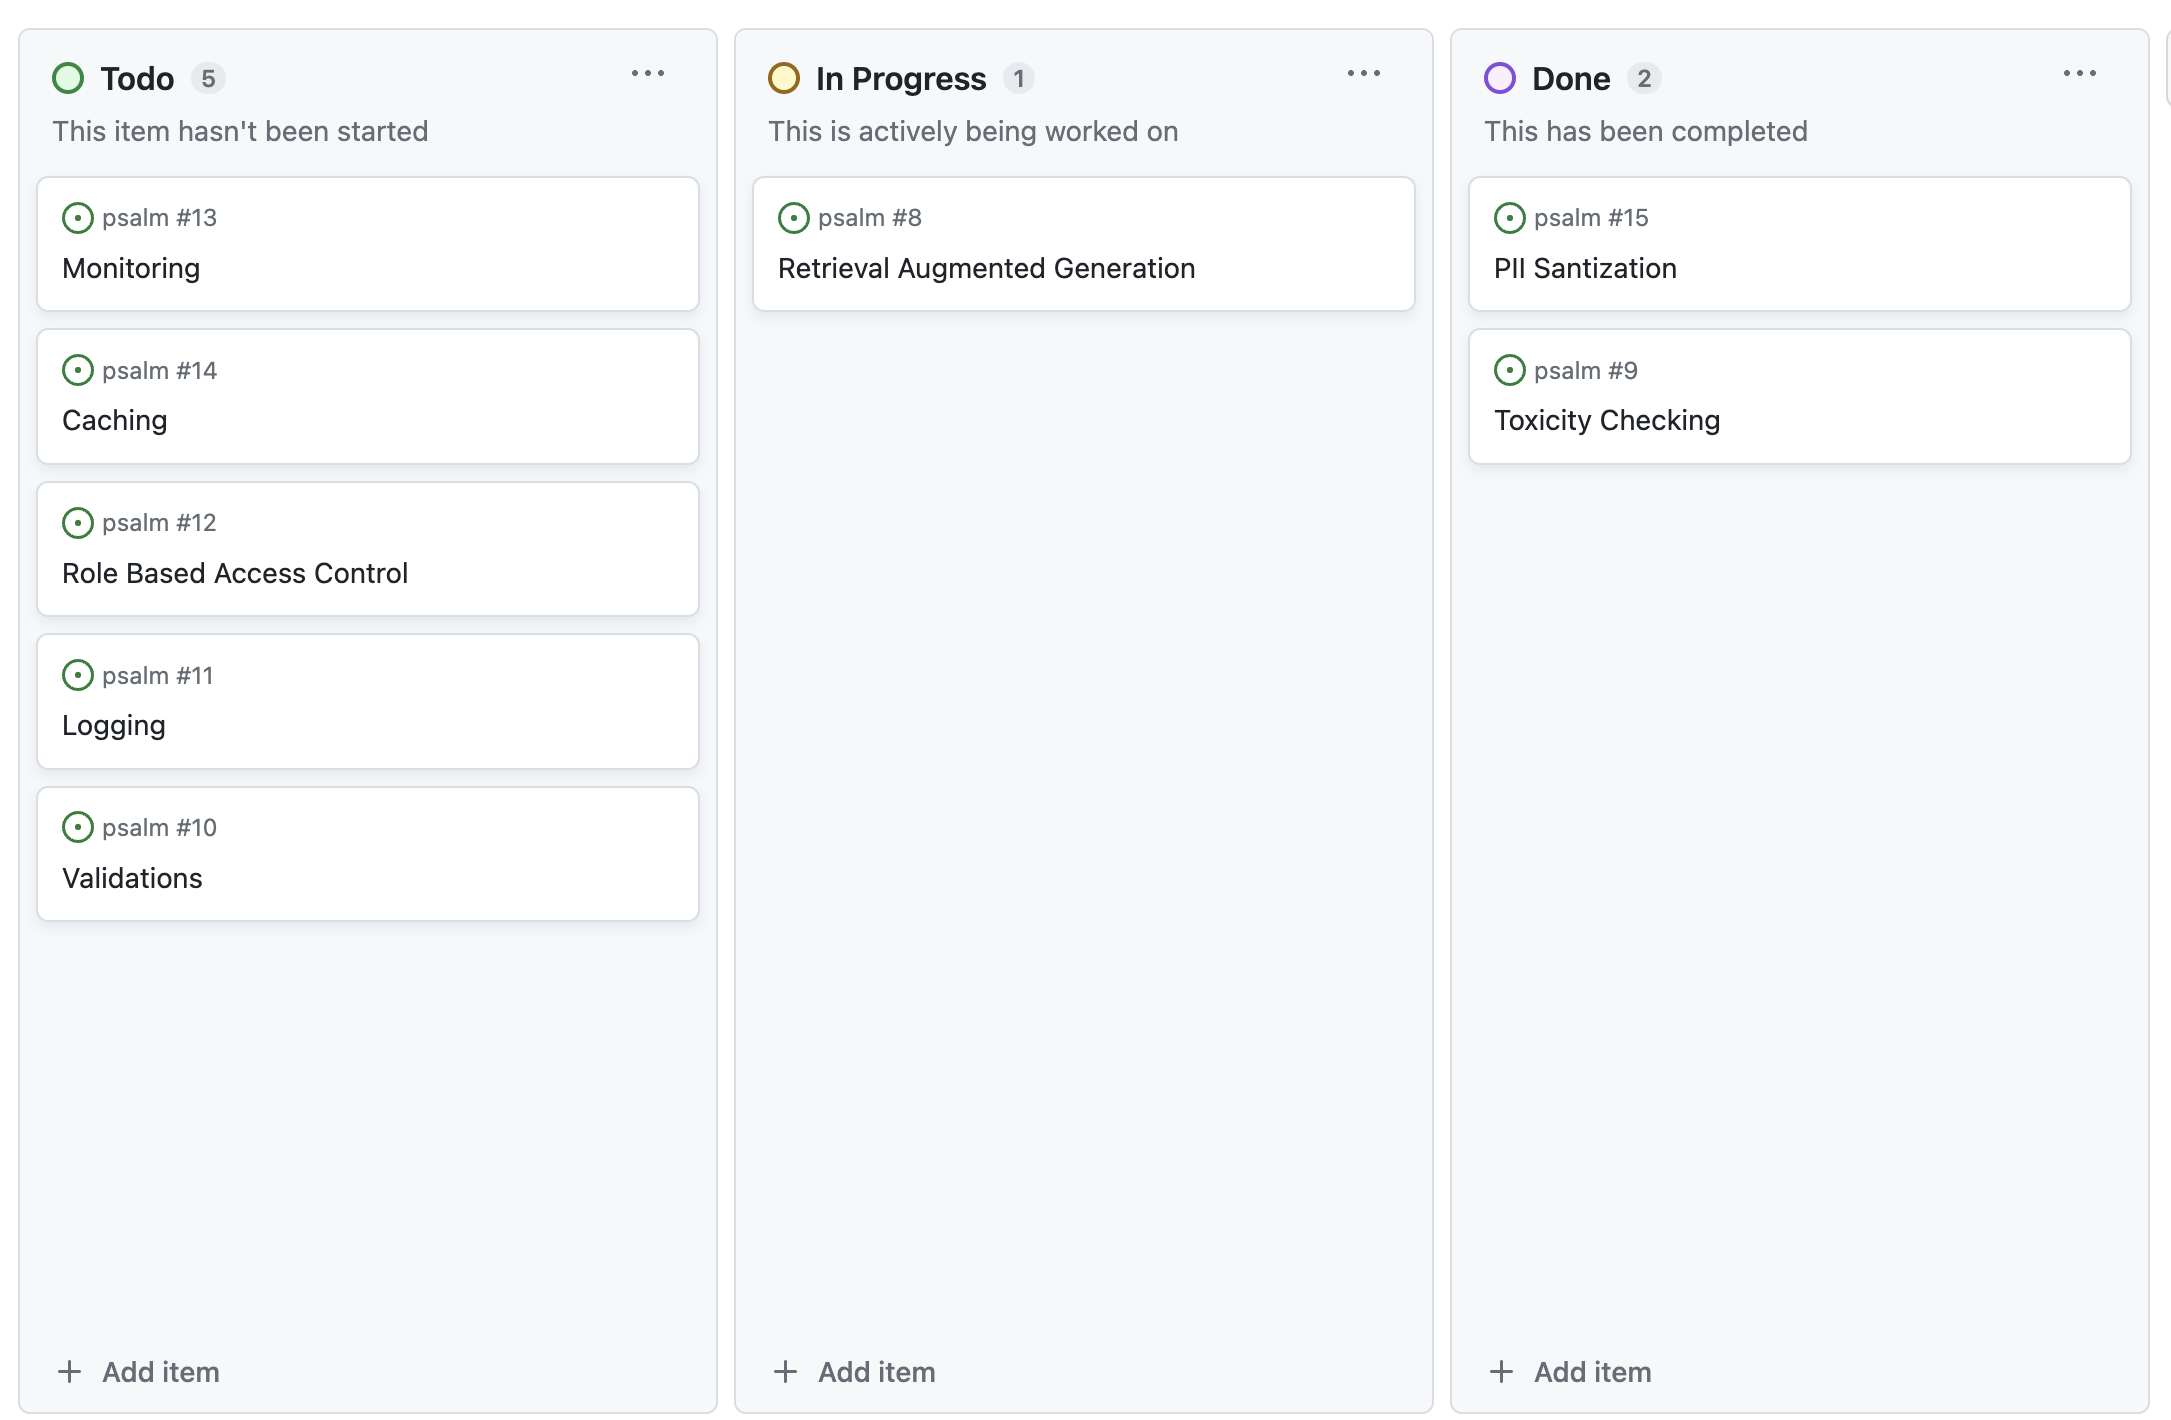 Todo 5
This item hasn't been started
psalm #13
Monitoring
psalm #14
Caching
psalm #12
Role Based Access Control
psalm #11
Logging
psalm #10
Validations
+ Add item
In Progress 1
This is actively being worked on
psalm #8
Retrieval Augmented Generation
+ Add item
Done 2
This has been completed
psalm #15
PII Santization
psalm #9
Toxicity Checking
+ Add item